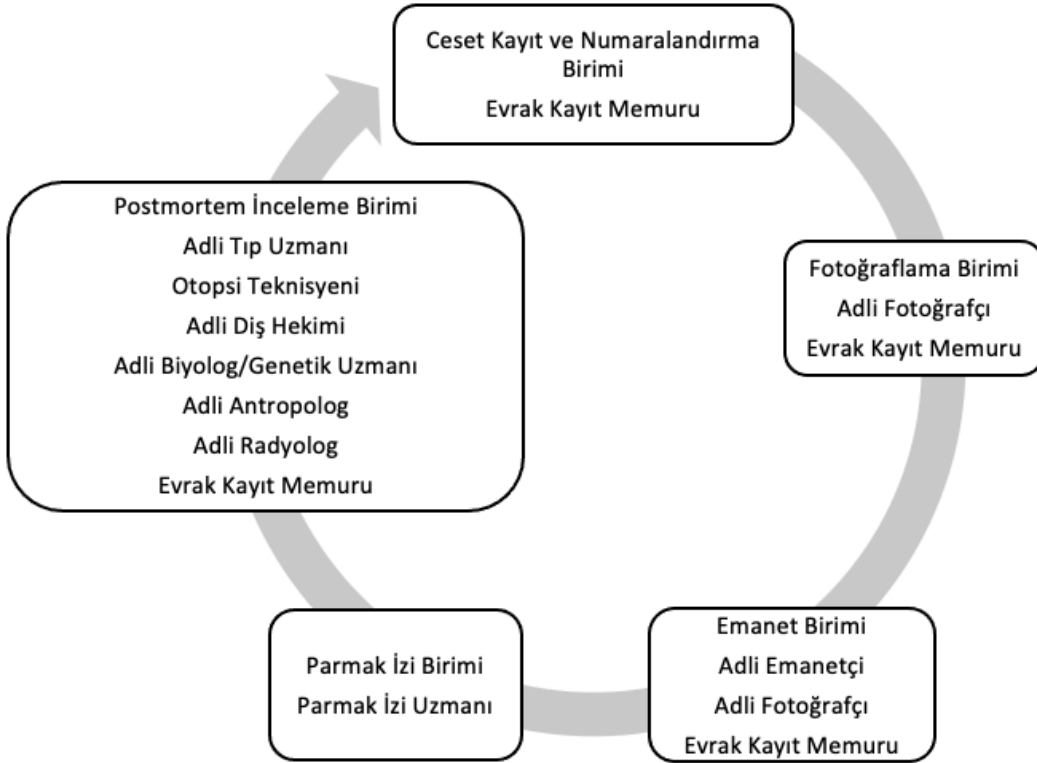 Ceset Kayıt ve Numaralandırma
Birimi
Evrak Kayıt Memuru
Fotoğraflama Birimi
Adli Fotoğrafçı
Evrak Kayıt Memuru
Emanet Birimi
Adli Emanetçi
Adli Fotoğrafçı
Evrak Kayıt Memuru
Parmak İzi Birimi
Parmak İzi Uzmanı
Postmortem İnceleme Birimi
Adli Tıp Uzmanı
Otopsi Teknisyeni
Adli Diş Hekimi
Adli Biyolog/Genetik Uzmanı
Adli Antropolog
Adli Radyolog
Evrak Kayıt Memuru